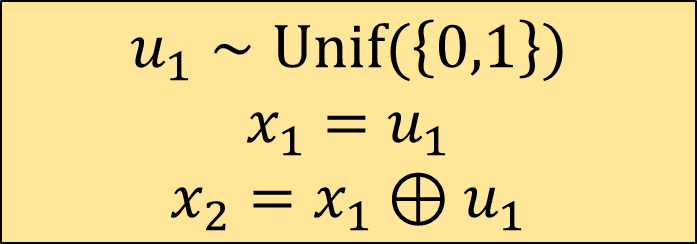 u₁ ~ Unif({0,1})
x₁ = u₁
x₂ = x₁ ⊕ u₁